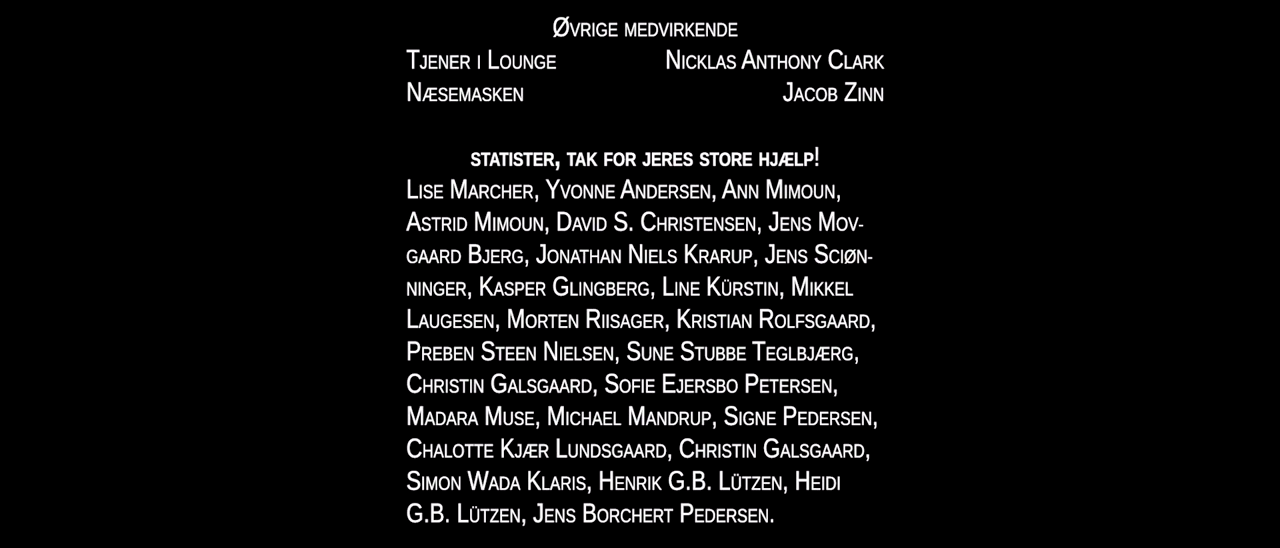 Øvrige medvirkende
Tjener i Lounge Nicklas Anthony Clark
Næsemasken Jacob Zinn
statister, tak for jeres store hjælp!
Lise Marcher, Yvonne Andersen, Ann Mimoun,
Astrid Mimoun, David S. Christensen, Jens Mov-
gaard Bjerg, Jonathan Niels Krarup, Jens Sciøn-
ninger, Kasper Glingberg, Line Kürstin, Mikkel
Laugesen, Morten Riisager, Kristian Rolfsgaard,
Preben Steen Nielsen, Sune Stubbe Teglbjærg,
Christin Galsgaard, Sofie Ejersbo Petersen,
Madara Muse, Michael Mandrup, Signe Pedersen,
Chalotte Kjær Lundsgaard, Christin Galsgaard,
Simon Wada Klaris, Henrik G.B. Lützen, Heidi
G.B. Lützen, Jens Borchert Pedersen.